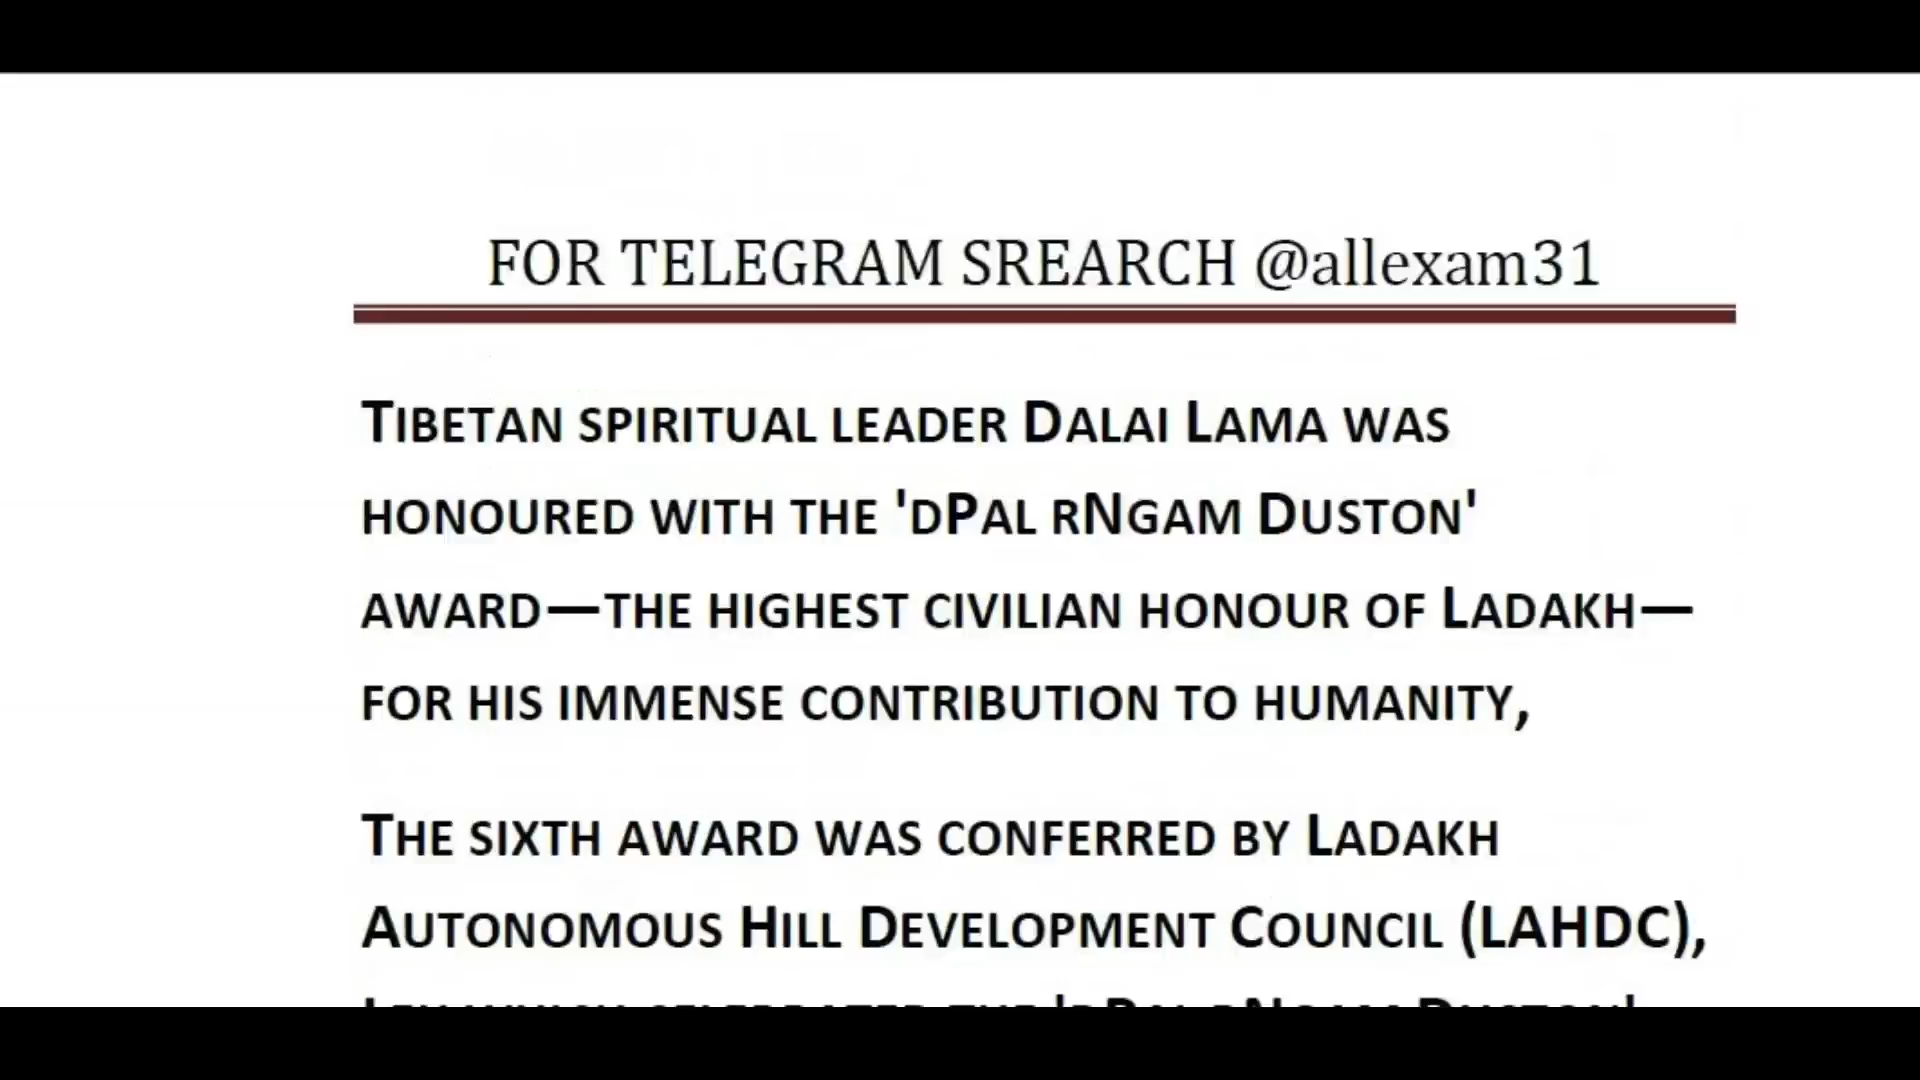 FOR TELEGRAM SREARCH @allexam31
TIBETAN SPIRITUAL LEADER DALAI LAMA WAS
HONOURED WITH THE 'DPAL RNGAM DUSTON'
AWARD—THE HIGHEST CIVILIAN HONOUR OF LADAKH—
FOR HIS IMMENSE CONTRIBUTION TO HUMANITY,
THE SIXTH AWARD WAS CONFERRED BY LADAKH
AUTONOMOUS HILL DEVELOPMENT COUNCIL (LAHDC),